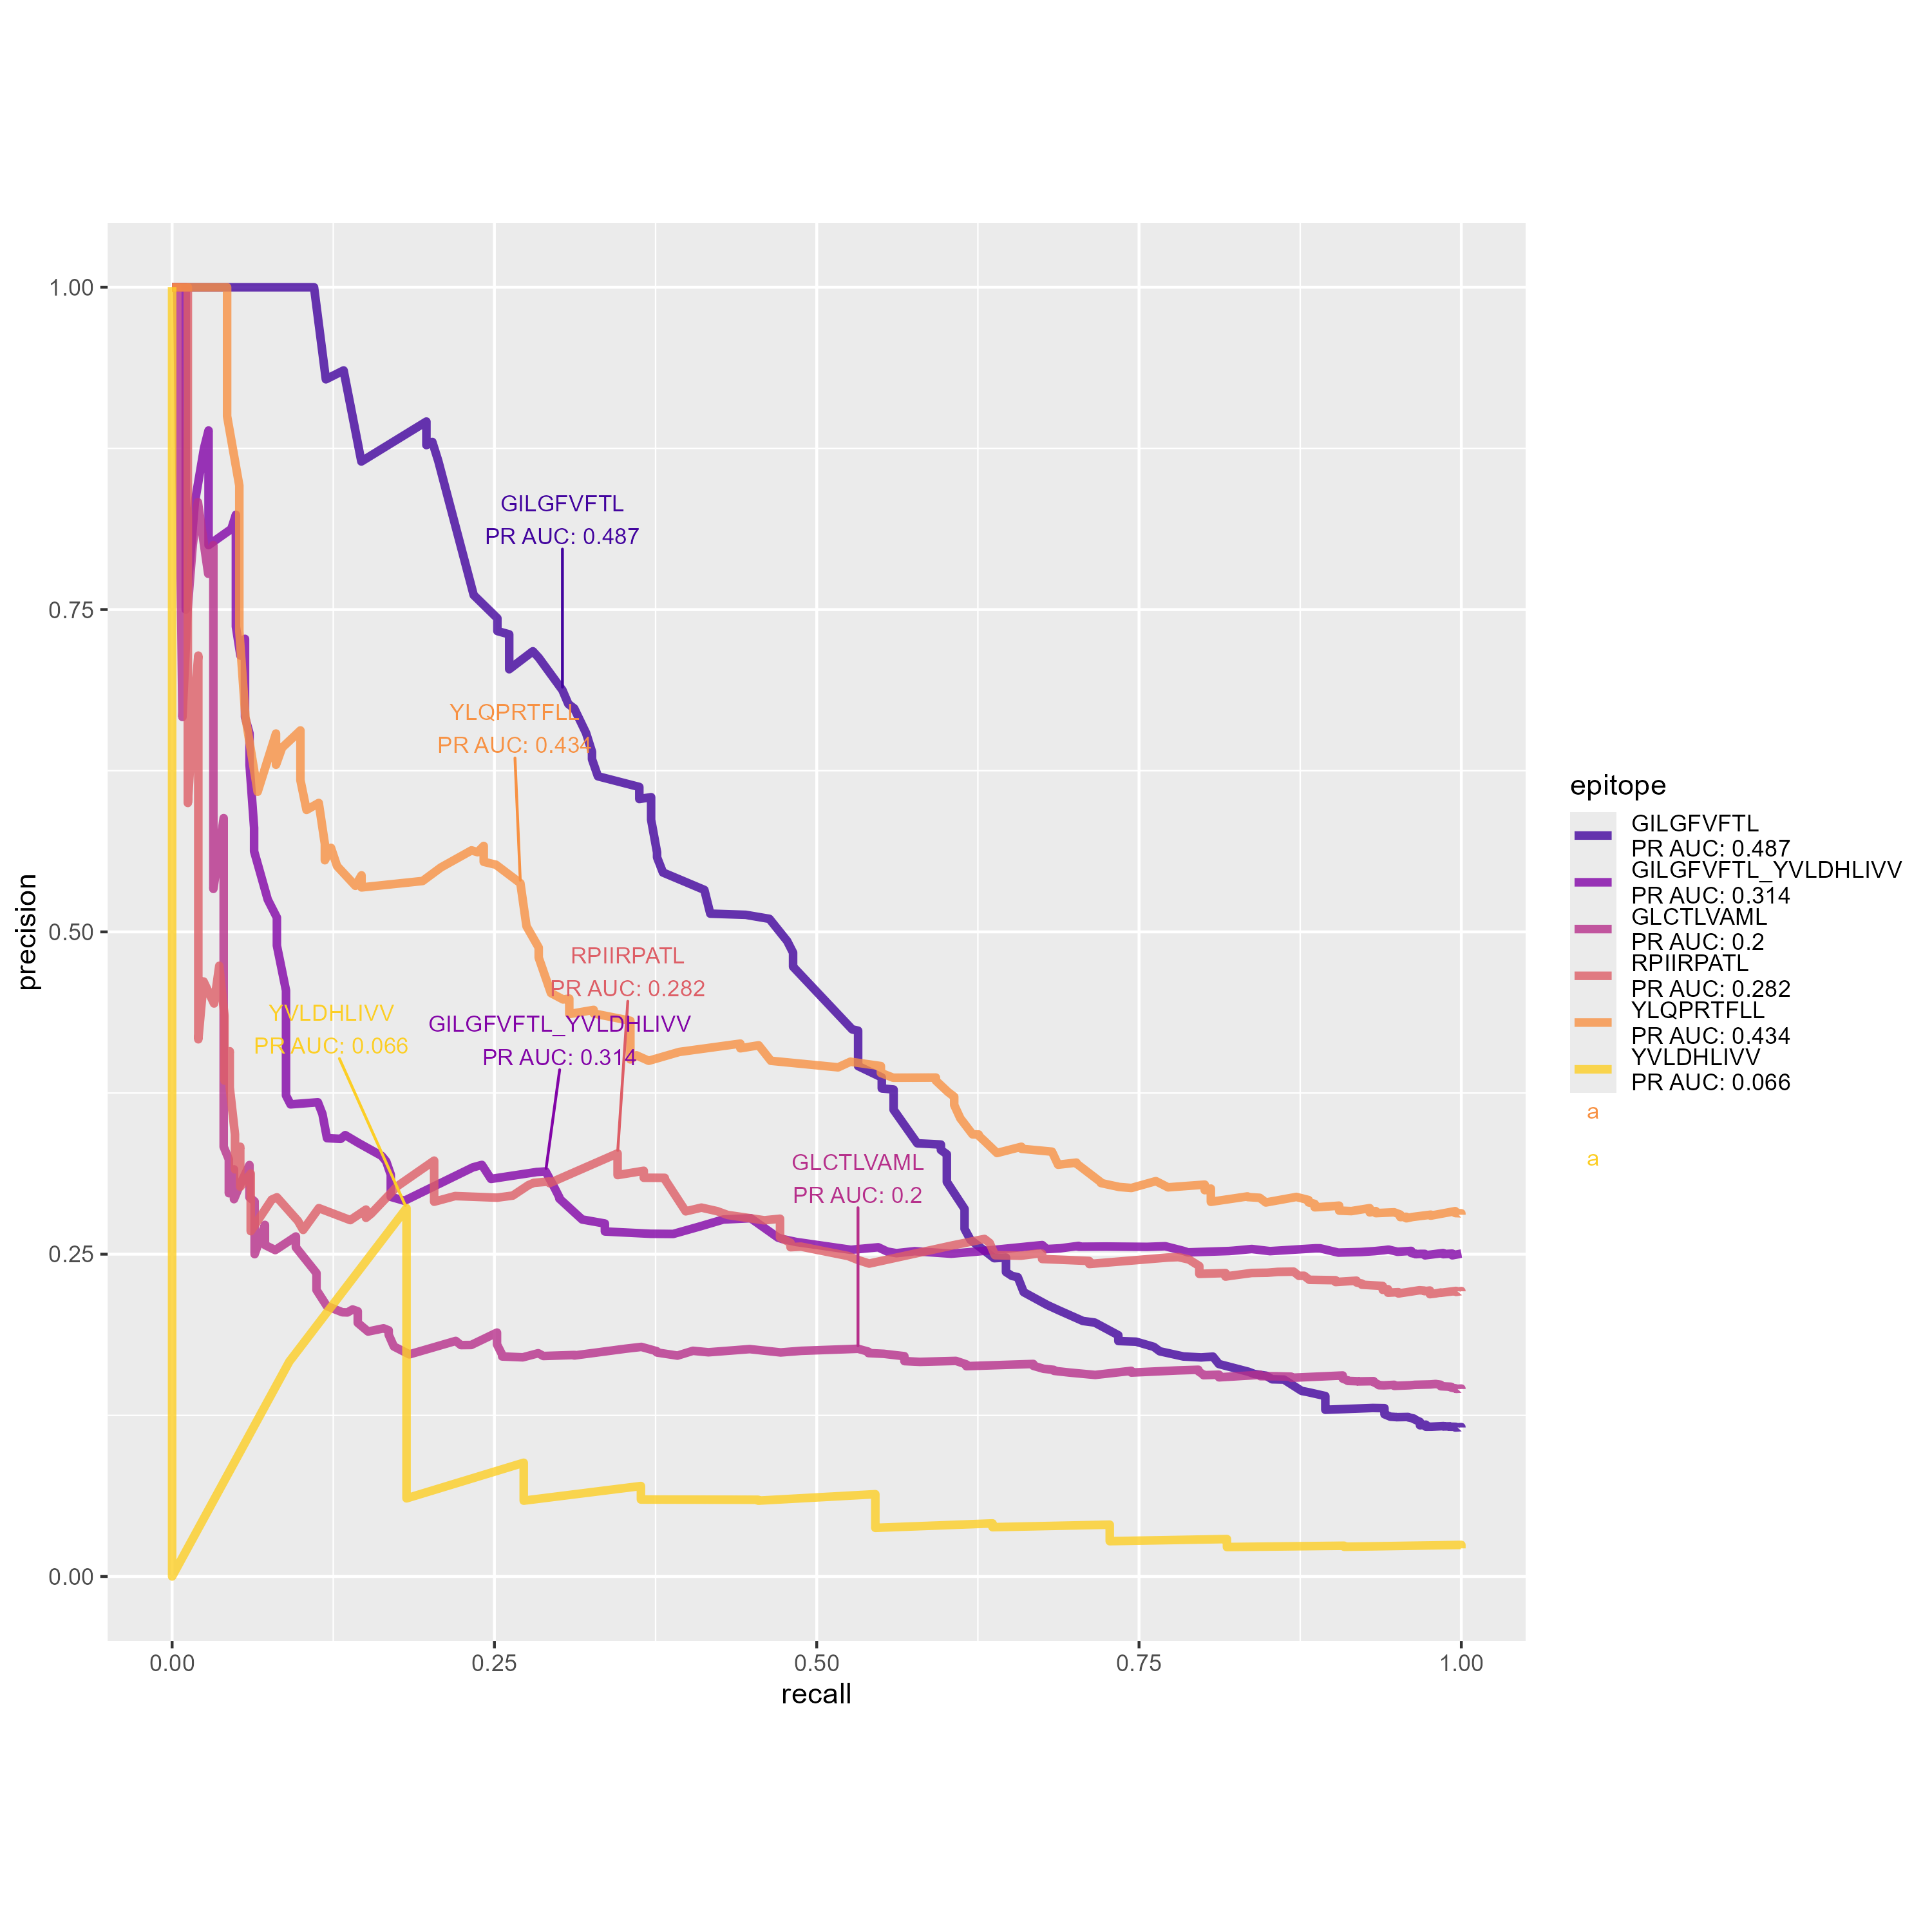 1.00
0.75
0.50
0.25
0.00
precision
GILGFVFTL
PR AUC: 0.487
YLQPRTFLL
PR AUC: 0.434
RPIIRPATL
PR AUC: 0.282
YVLDHLIVV
PR AUC: 0.066
GILGFVFTL_YVLDHLIVV
PR AUC: 0.314
GLCTLVAML
PR AUC: 0.2
0.00
0.25
0.50
0.75
1.00
recall
epitope
GILGFVFTL
PR AUC: 0.487
GILGFVFTL_YVLDHLIVV
PR AUC: 0.314
GLCTLVAML
PR AUC: 0.2
RPIIRPATL
PR AUC: 0.282
YLQPRTFLL
PR AUC: 0.434
YVLDHLIVV
PR AUC: 0.066
a
a